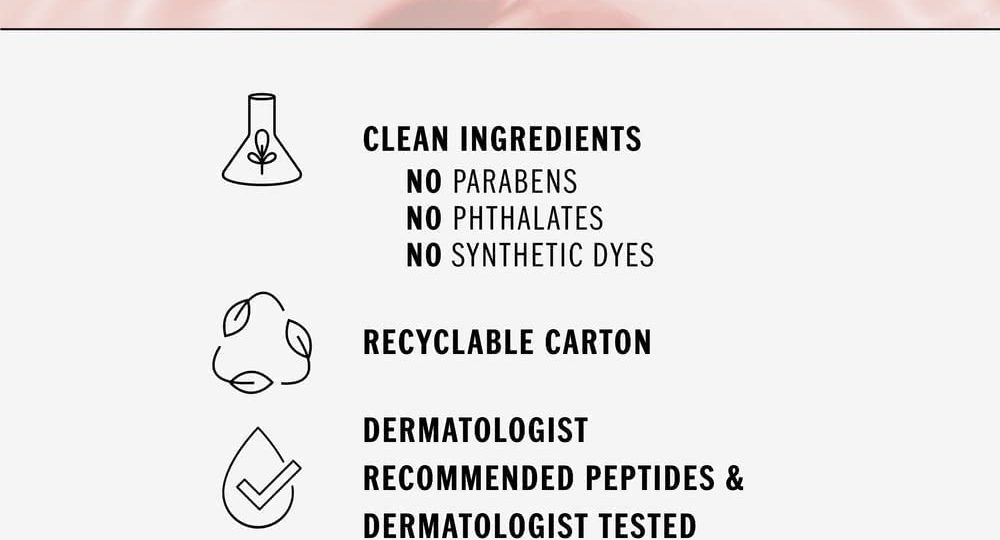 CLEAN INGREDIENTS
NO PARABENS
NO PHTHALATES
NO SYNTHETIC DYES
RECYCLABLE CARTON
DERMATOLOGIST
RECOMMENDED PEPTIDES &
DERMATOLOGIST TESTED